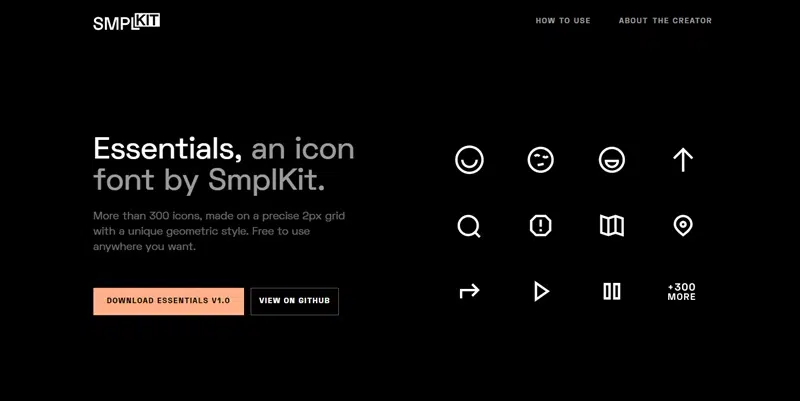 SMPLKIT
HOW TO USE
ABOUT THE CREATOR
Essentials, an icon
font by SmplKit.
More than 300 icons, made on a precise 2px grid
with a unique geometric style. Free to use
anywhere you want.
DOWNLOAD ESSENTIALS V1.0
VIEW ON GITHUB
+300
MORE